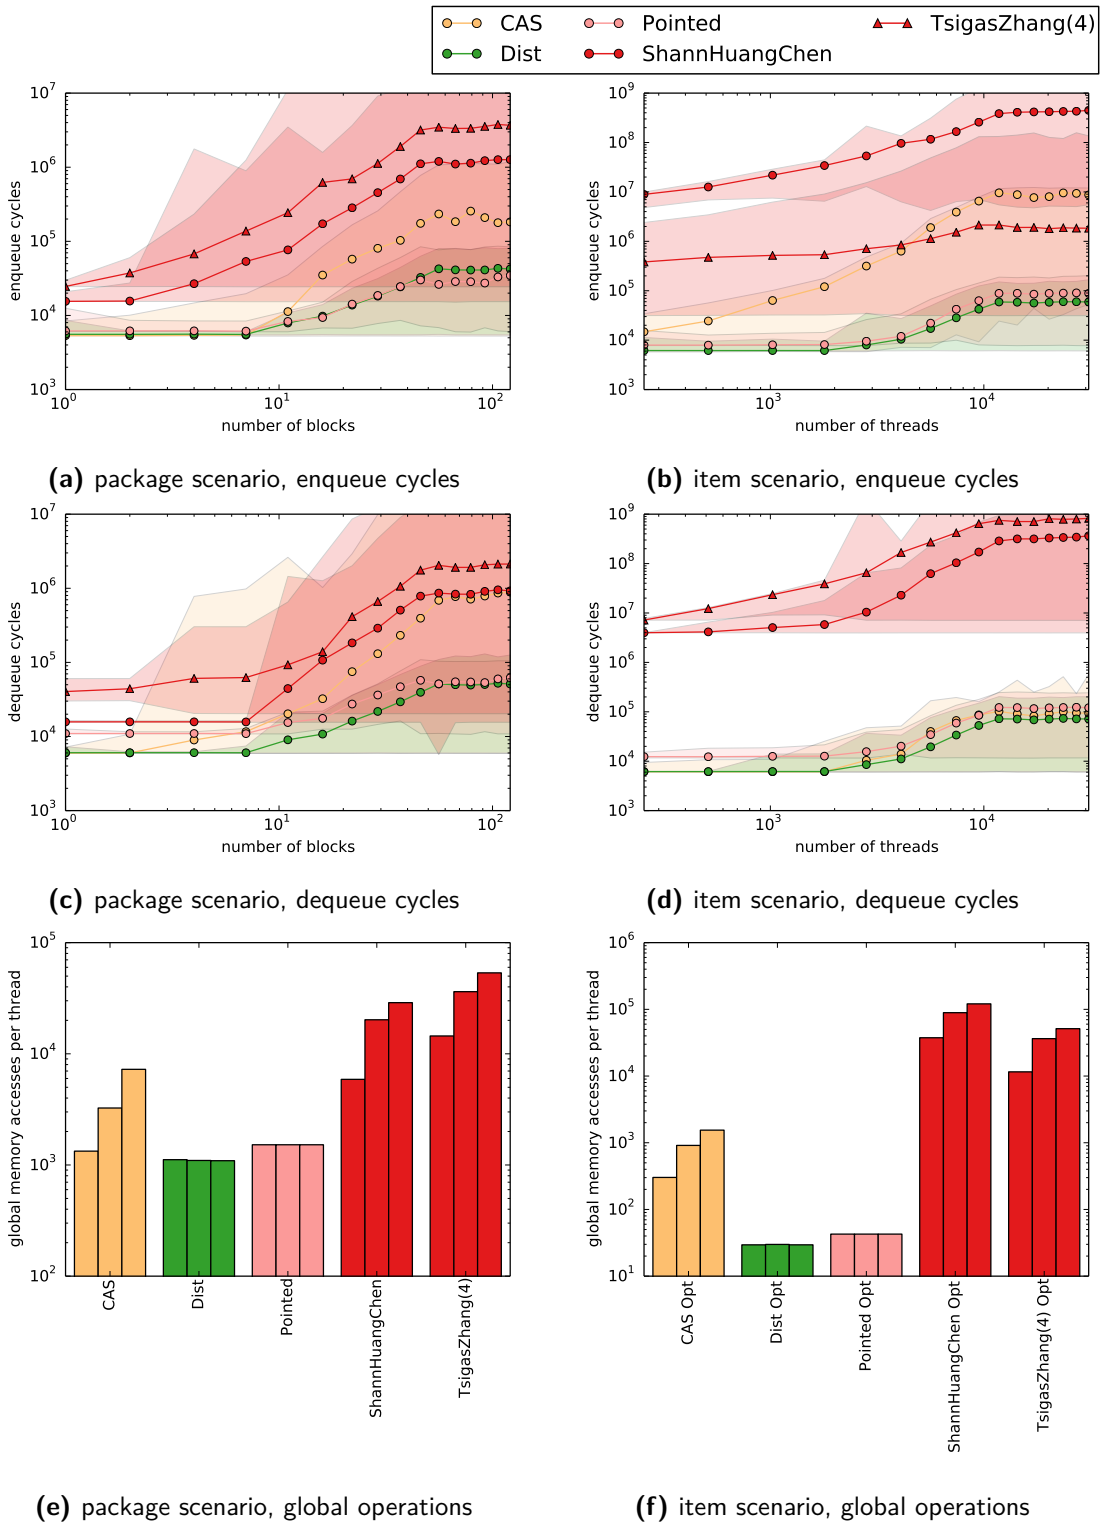 CAS
Pointed
TsigasZhang(4)
Dist
ShannHuangChen
10^7
10^6
10^5
10^4
10^3
enqueue cycles
10^0
10^1
10^2
number of blocks
(a) package scenario, enqueue cycles
10^9
10^8
10^7
10^6
10^5
10^4
10^3
enqueue cycles
10^3
10^4
number of threads
(b) item scenario, enqueue cycles
10^7
10^6
10^5
10^4
10^3
dequeue cycles
10^0
10^1
10^2
number of blocks
(c) package scenario, dequeue cycles
10^9
10^8
10^7
10^6
10^5
10^4
10^3
dequeue cycles
10^3
10^4
number of threads
(d) item scenario, dequeue cycles
10^5
10^4
10^3
10^2
global memory accesses per thread
CAS
Dist
Pointed
ShannHuangChen
TsigasZhang(4)
(e) package scenario, global operations
10^6
10^5
10^4
10^3
10^2
10^1
global memory accesses per thread
CAS Opt
Dist Opt
Pointed Opt
ShannHuangChen Opt
TsigasZhang(4) Opt
(f) item scenario, global operations